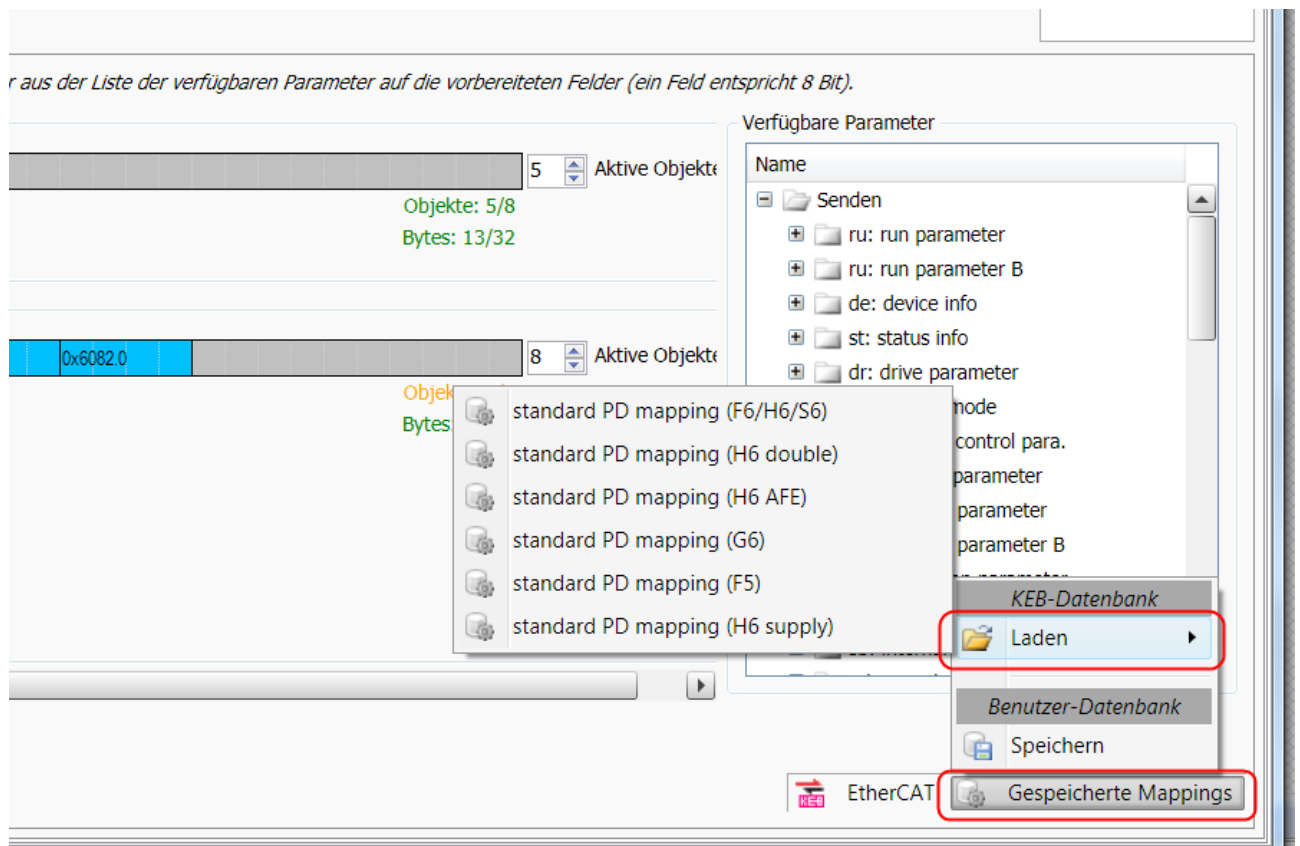 r aus der Liste der verfügbaren Parameter auf die vorbereiteten Felder (ein Feld entspricht 8 Bit).
Verfügbare Parameter
5 Aktive Objekte
Name
Objekte: 5/8
Bytes: 13/32
Senden
ru: run parameter
ru: run parameter B
de: device info
st: status info
dr: drive parameter
0x6082.0
8 Aktive Objekte
Objek
Bytes
standard PD mapping (F6/H6/S6)
standard PD mapping (H6 double)
standard PD mapping (H6 AFE)
standard PD mapping (G6)
standard PD mapping (F5)
standard PD mapping (H6 supply)
control para.
parameter
parameter
parameter B
KEB-Datenbank
Laden
Benutzer-Datenbank
Speichern
KEB
EtherCAT
Gespeicherte Mappings